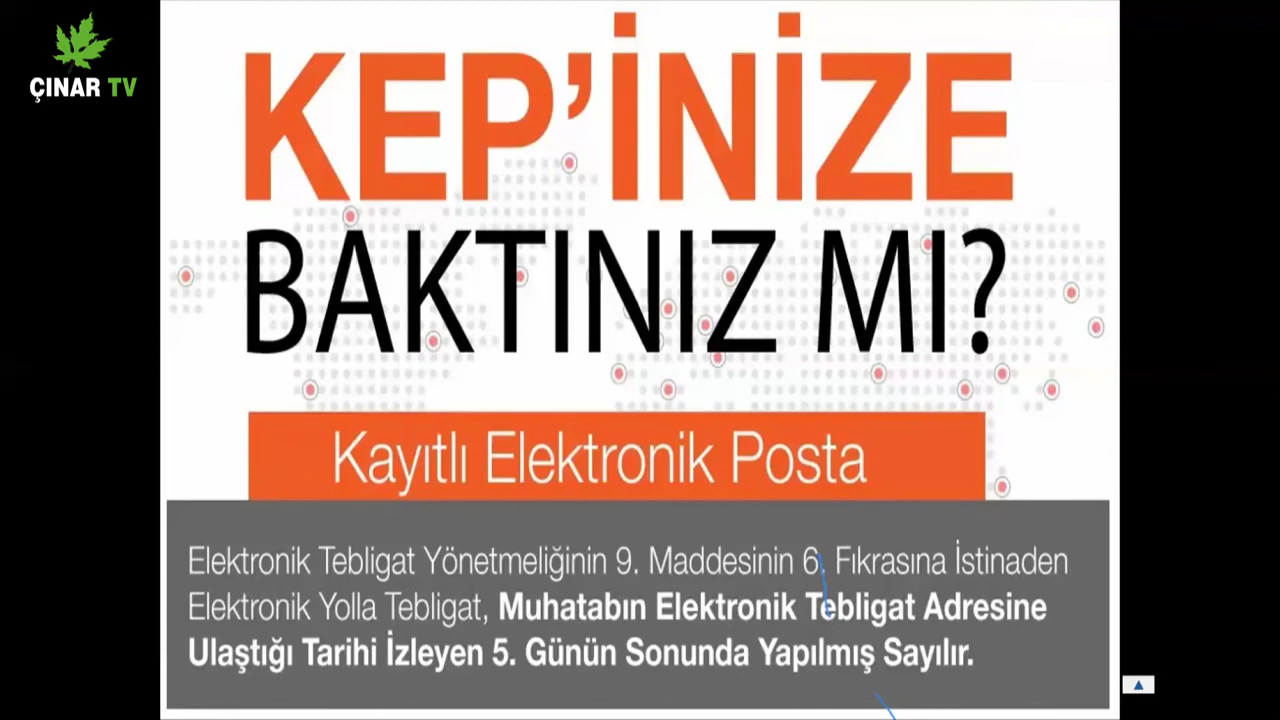 ÇINAR TV
KEP'İNİZE
BAKTINIZ MI?
Kayıtlı Elektronik Posta
Elektronik Tebligat Yönetmeliğinin 9. Maddesinin 6. Fıkrasına İstinaden
Elektronik Yolla Tebligat, Muhatabın Elektronik Tebligat Adresine
Ulaştığı Tarihi İzleyen 5. Günün Sonunda Yapılmış Sayılır.